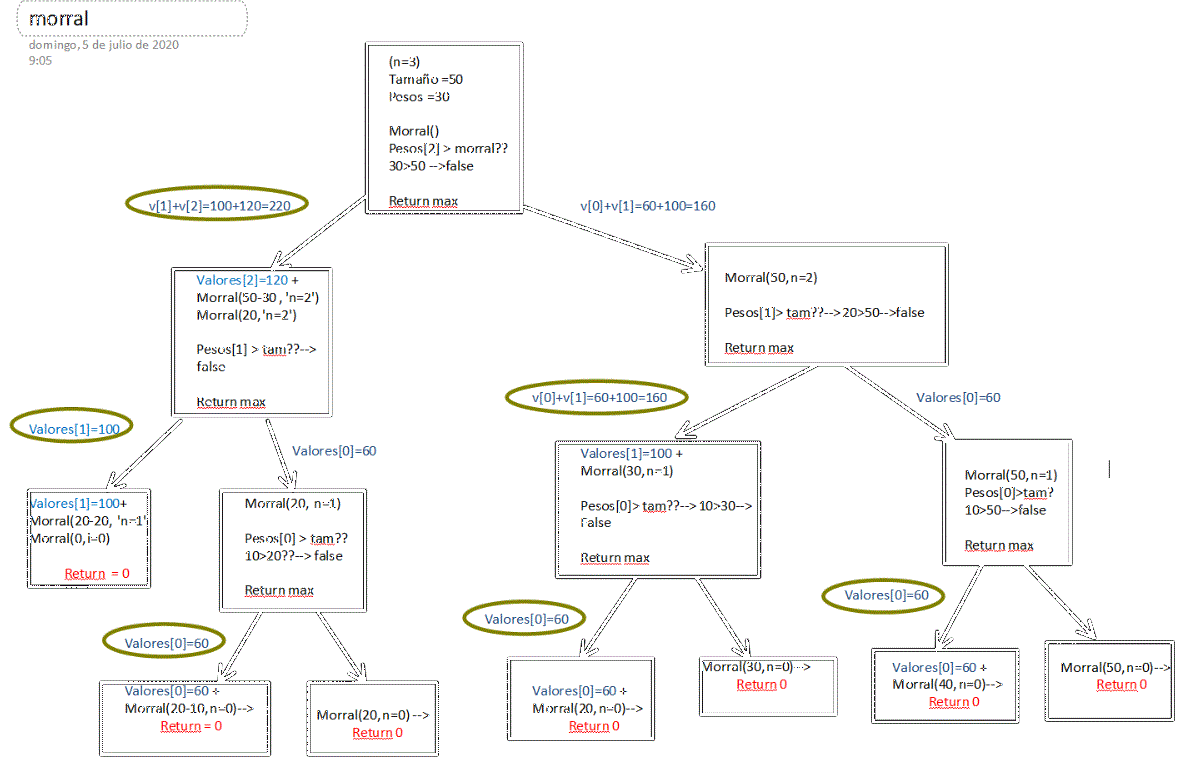 morral
domingo, 5 de julio de 2020
9:05
(n=3)
Tamaño =50
Pesos =30
Morral()
Pesos[2] > morral??
30>50 -->false
Return max
v[1]+v[2]=100+120=220
v[0]+v[1]=60+100=160
Valores[2]=120 +
Morral(50-30 , 'n=2')
Morral(20, 'n=2')
Pesos[1] > tam??-->
false
Return max
Morral(50, n=2)
Pesos[1]> tam??-->20>50-->false
Return max
Valores[1]=100
Valores[0]=60
v[0]+v[1]=60+100=160
Valores[0]=60
Valores[1]=100+
Morral(20-20, 'n=1'
Morral(0,i=0)
Return = 0
Morral(20, n=1)
Pesos[0] > tam??
10>20??--> false
Return max
Valores[1]=100 +
Morral(30, n=1)
Pesos[0]> tam??--> 10>30-->
False
Return max
Morral(50, n=1)
Pesos[0]>tam?
10>50-->false
Return max
Valores[0]=60
Valores[0]=60
Valores[0]=60
Valores[0]=60 +
Morral(20-10, n=0)-->
Return = 0
Morral(20, n=0) -->
Return 0
Valores[0]=60 +
Morral(20, n=0)-->
Return 0
Morral(30, n=0)-->
Return 0
Valores[0]=60 +
Morral(40, n=0)-->
Return 0
Morral(50, n=0)-->
Return 0